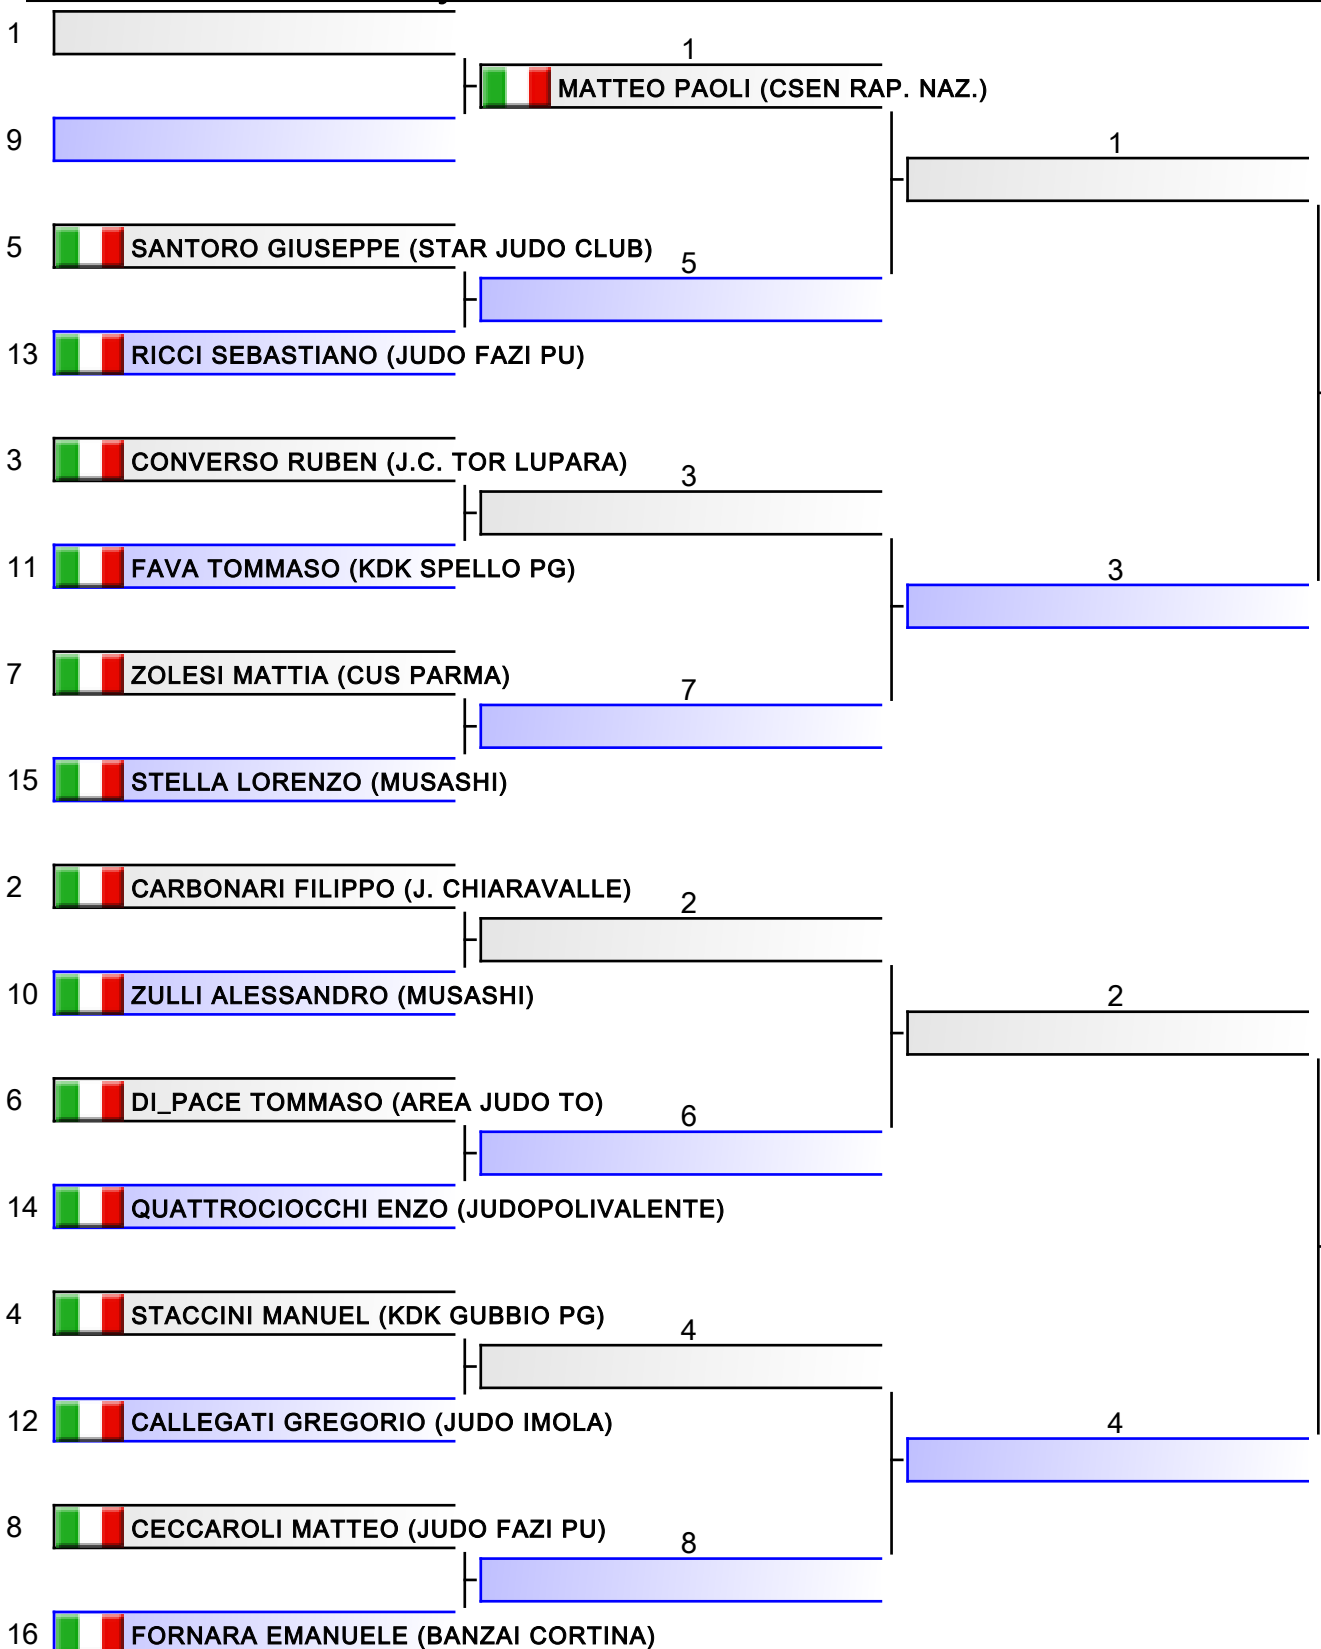 1
1
MATTEO PAOLI (CSEN RAP. NAZ.)
9
1
5
SANTORO GIUSEPPE (STAR JUDO CLUB)
5
13
RICCI SEBASTIANO (JUDO FAZI PU)
3
CONVERSO RUBEN (J.C. TOR LUPARA)
3
11
FAVA TOMMASO (KDK SPELLO PG)
3
7
ZOLESI MATTIA (CUS PARMA)
7
15
STELLA LORENZO (MUSASHI)
2
CARBONARI FILIPPO (J. CHIARAVALLE)
2
10
ZULLI ALESSANDRO (MUSASHI)
2
6
DI_PACE TOMMASO (AREA JUDO TO)
6
14
QUATTROCIOCCHI ENZO (JUDOPOLIVALENTE)
4
STACCINI MANUEL (KDK GUBBIO PG)
4
12
CALLEGATI GREGORIO (JUDO IMOLA)
4
8
CECCAROLI MATTEO (JUDO FAZI PU)
8
16
FORNARA EMANUELE (BANZAI CORTINA)